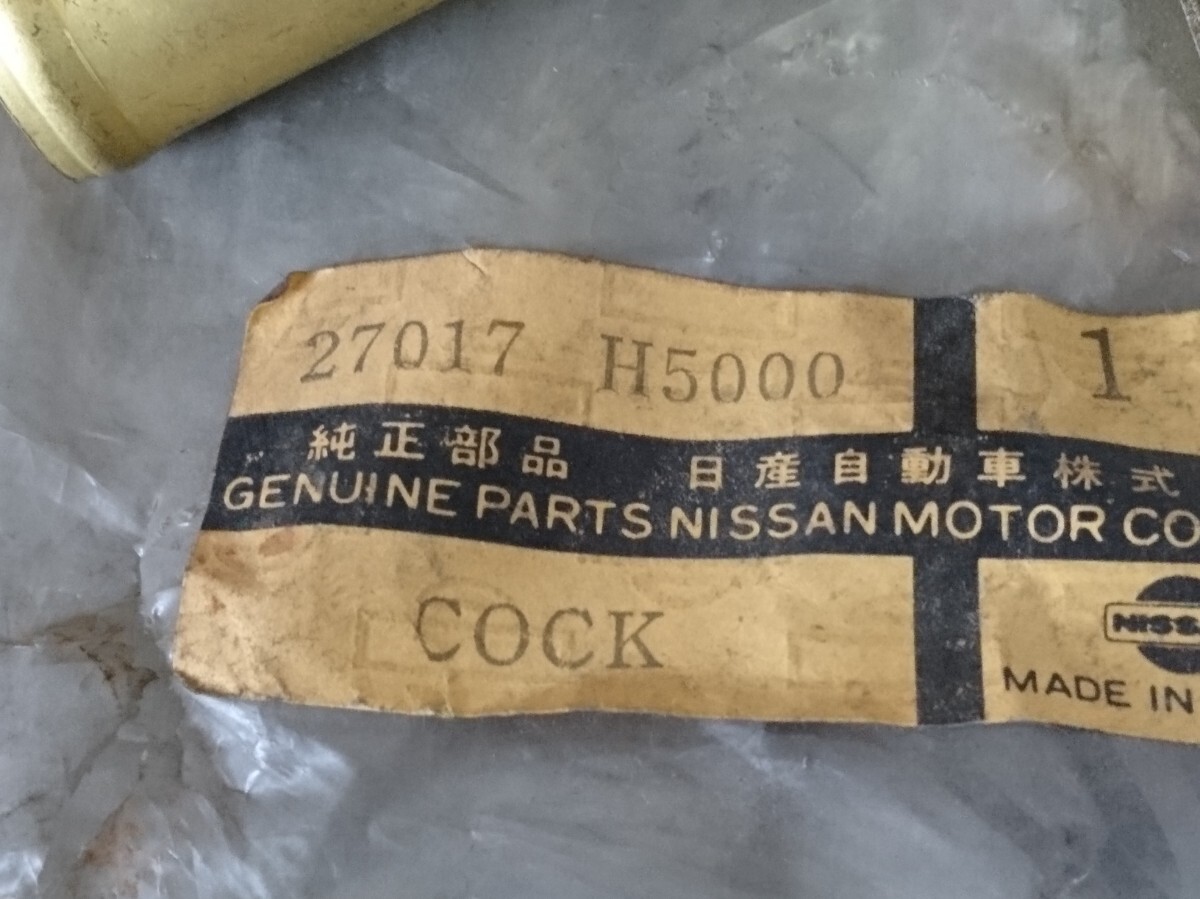 27017 H5000 1
純正部品 日産自動車株式
GENUINE PARTS NISSAN MOTOR CO
COCK
NISS
MADE IN